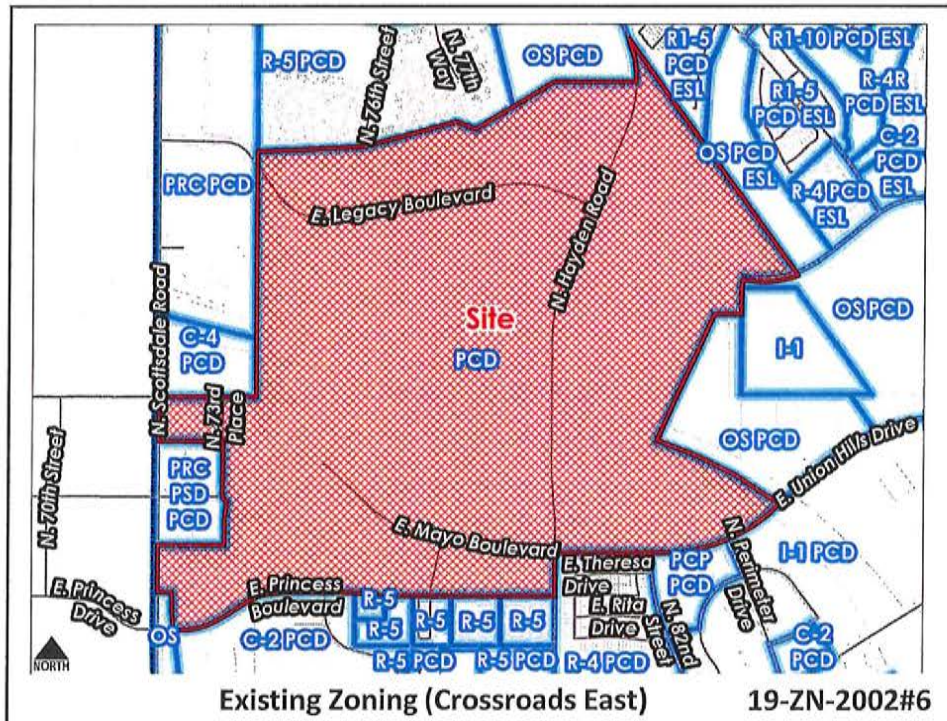 R-5 PCD
N. 76th Street
N. 77th
Way
OS PCD
R1-5
PCD
ESL
R1-10 PCD ESL
R1-5
PCD ESL
R-4R
PCD ESL
C-2
PCD
ESL
OS PCD
ESL
R-4 PCD
ESL
PRC PCD
E. Legacy Boulevard
N. Hayden Road
N. Scottsdale Road
Site
PCD
OS PCD
I-1
C-4
PCD
N. 73rd
Place
OS PCD
E. Union Hills Drive
N. 70th Street
PRC
PSD
PCD
E. Mayo Boulevard
E. Theresa
Drive
PCP
PCD
N. Perimeter
Drive
I-1 PCD
E. Princess
Drive
E. Princess
Boulevard
R-5
R-5
R-5
R-5
R-5
E. Rita
Drive
N. 82nd
Street
OS
C-2 PCD
R-5 PCD
R-5 PCD
R-4 PCD
C-2
PCD
NORTH
Existing Zoning (Crossroads East)
19-ZN-2002#6